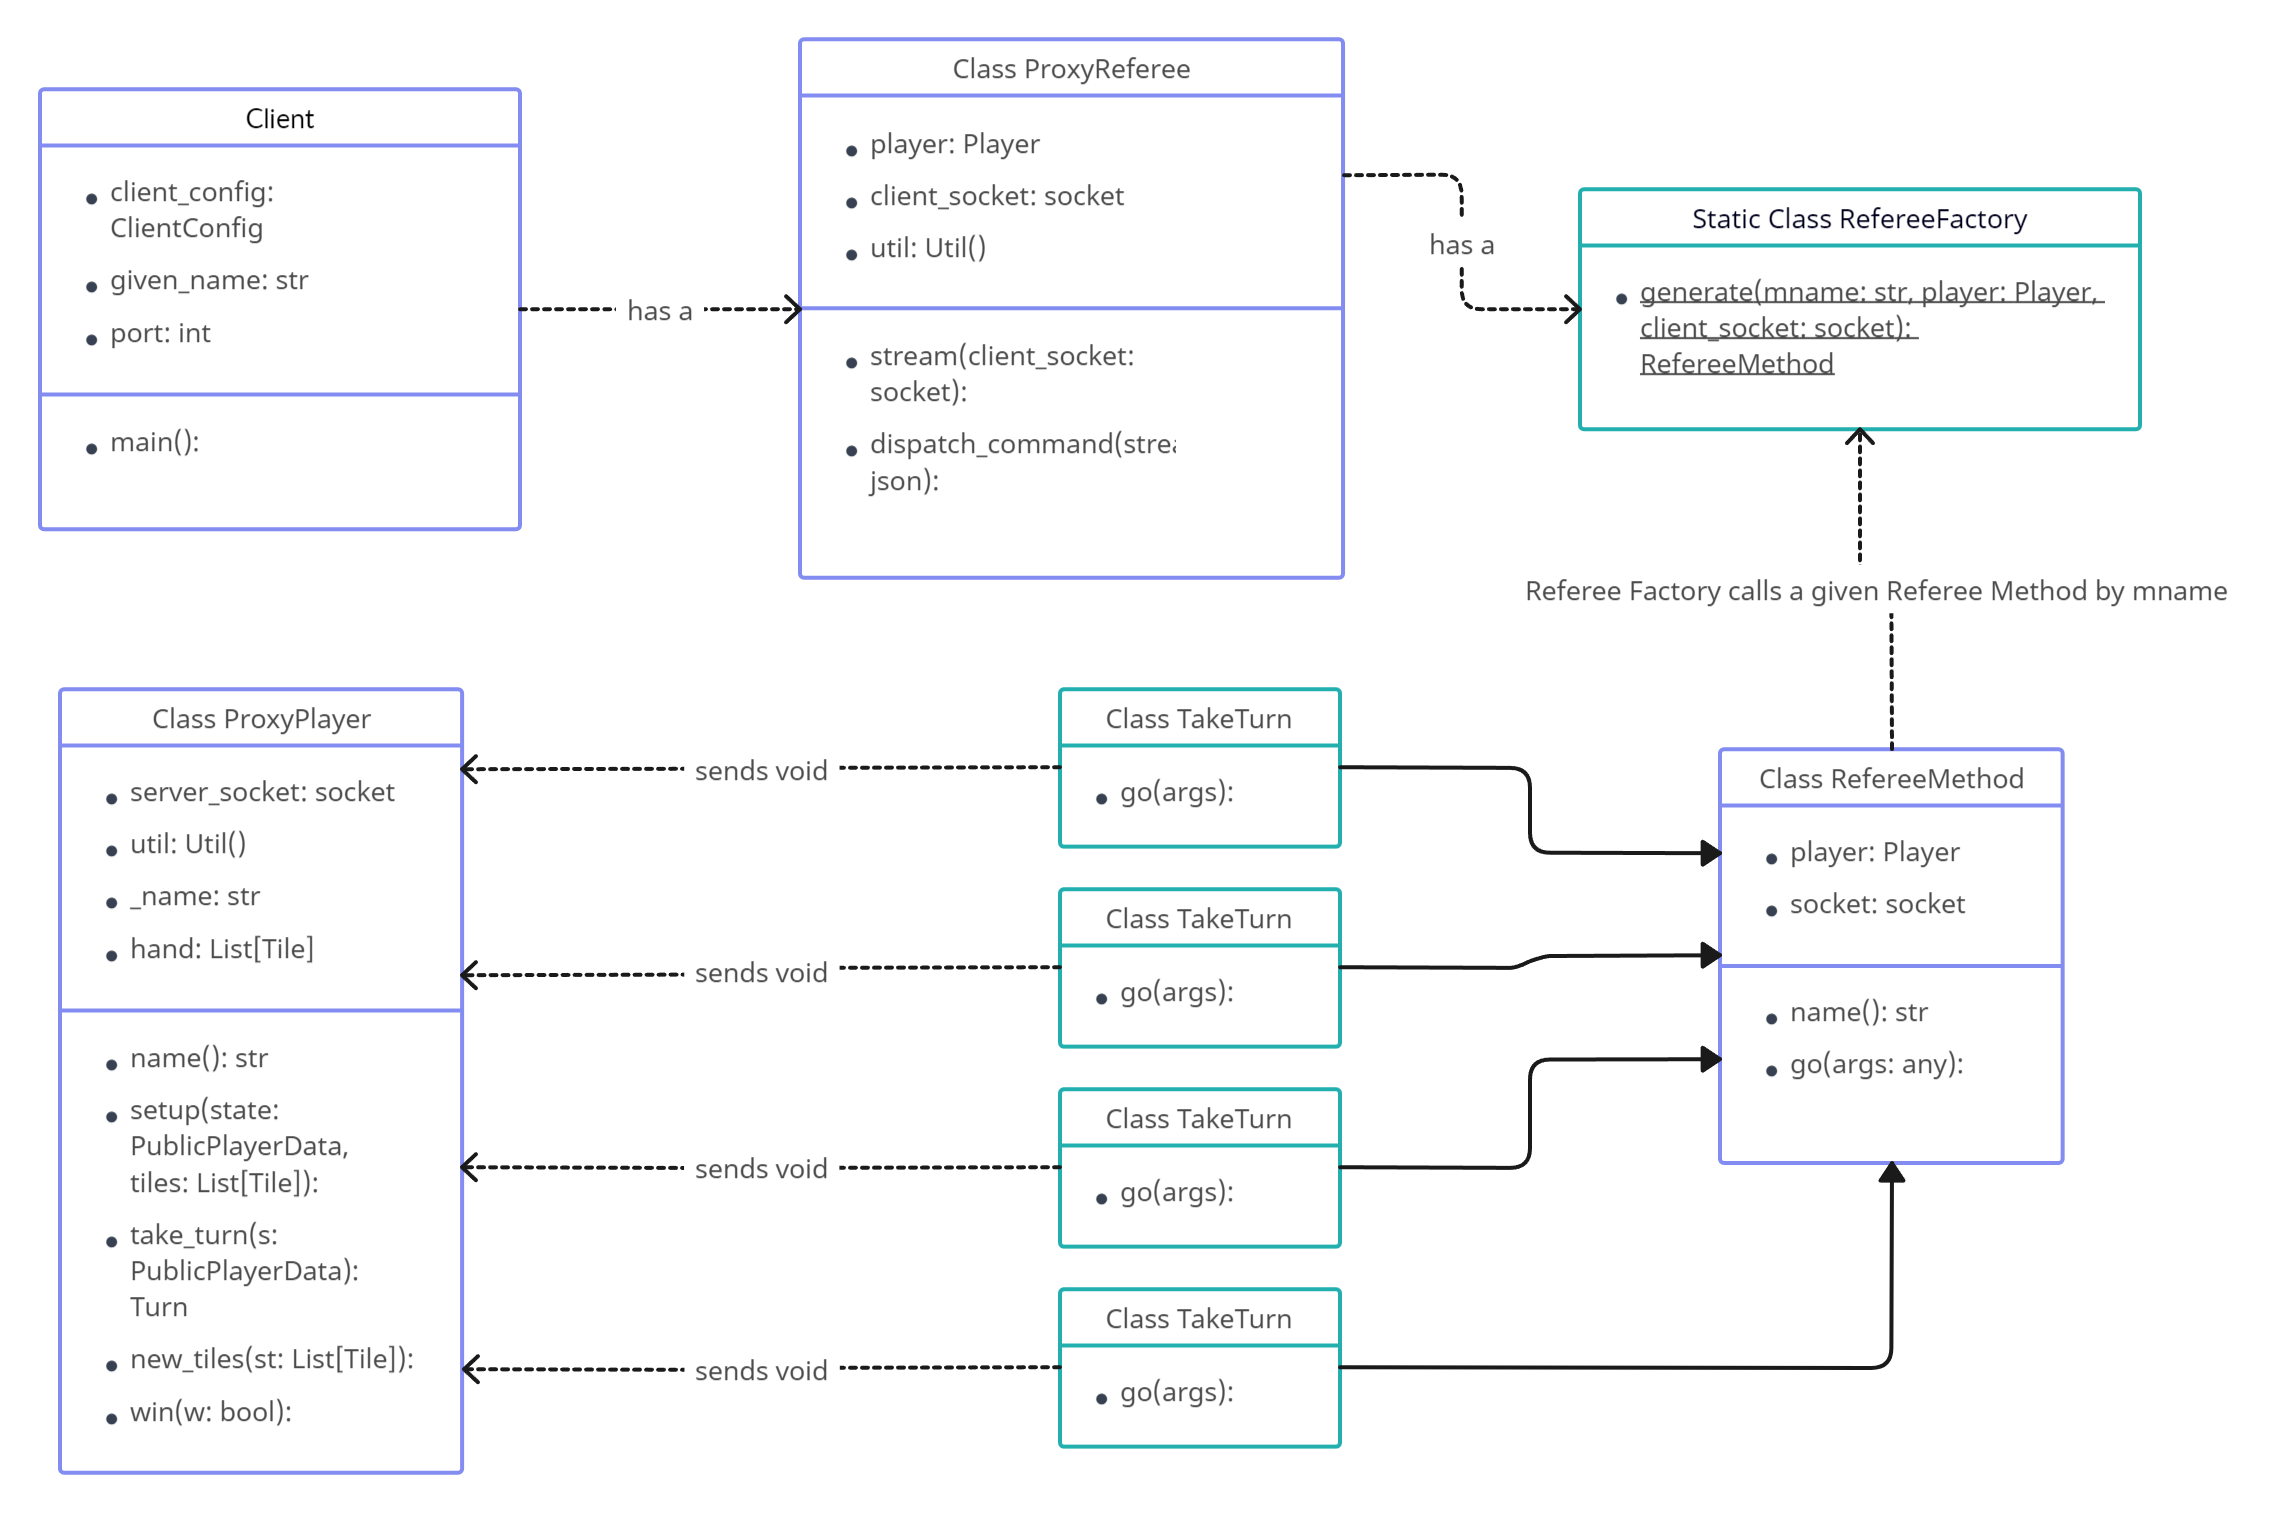 Client
client_config:
ClientConfig
given_name: str
port: int
main():
has a
Class ProxyReferee
player: Player
client_socket: socket
util: Util()
stream(client_socket:
socket):
dispatch_command(strea
json):
has a
Static Class RefereeFactory
generate(mname: str, player: Player,
client_socket: socket):
RefereeMethod
Referee Factory calls a given Referee Method by mname
Class ProxyPlayer
server_socket: socket
util: Util()
_name: str
hand: List[Tile]
name(): str
setup(state:
PublicPlayerData,
tiles: List[Tile]):
take_turn(s:
PublicPlayerData):
Turn
new_tiles(st: List[Tile]):
win(w: bool):
sends void
sends void
sends void
sends void
Class TakeTurn
go(args):
Class TakeTurn
go(args):
Class TakeTurn
go(args):
Class TakeTurn
go(args):
Class RefereeMethod
player: Player
socket: socket
name(): str
go(args: any):